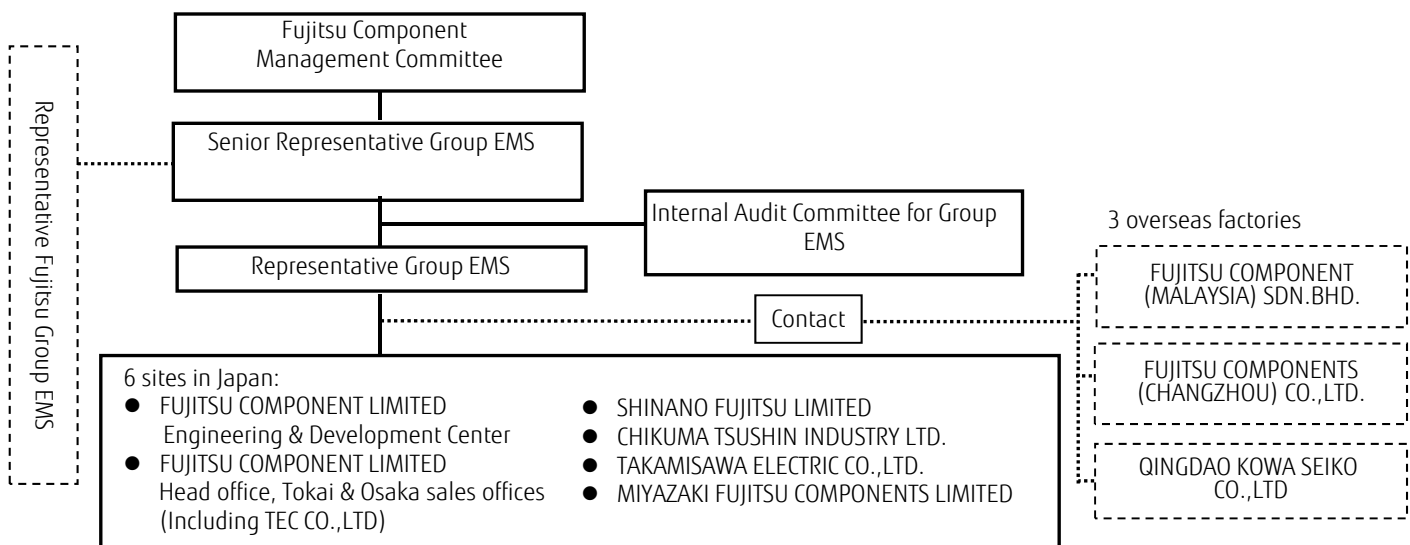 Fujitsu Component
Management Committee
Representative Fujitsu Group EMS
Senior Representative Group EMS
Internal Audit Committee for Group
EMS
Representative Group EMS
Contact
3 overseas factories
FUJITSU COMPONENT
(MALAYSIA) SDN.BHD.
FUJITSU COMPONENTS
(CHANGZHOU) CO.,LTD.
QINGDAO KOWA SEIKO
CO.,LTD
6 sites in Japan:
● FUJITSU COMPONENT LIMITED
Engineering & Development Center
● FUJITSU COMPONENT LIMITED
Head office, Tokai & Osaka sales offices
(Including TEC CO.,LTD)
● SHINANO FUJITSU LIMITED
● CHIKUMA TSUSHIN INDUSTRY LTD.
● TAKAMISAWA ELECTRIC CO.,LTD.
● MIYAZAKI FUJITSU COMPONENTS LIMITED